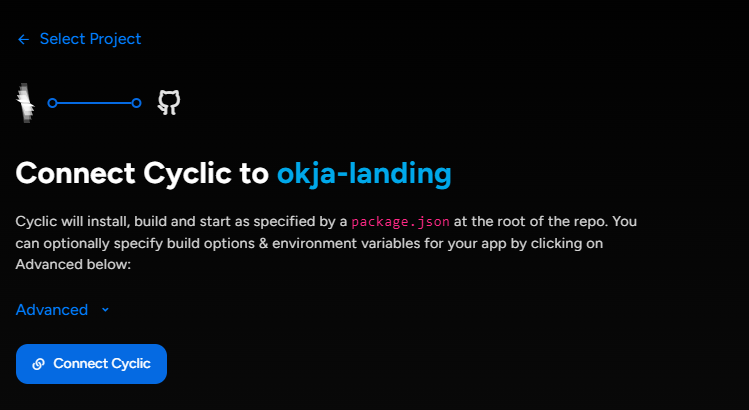 ← Select Project
Connect Cyclic to okja-landing
Cyclic will install, build and start as specified by a package.json at the root of the repo. You
can optionally specify build options & environment variables for your app by clicking on
Advanced below:
Advanced
Connect Cyclic